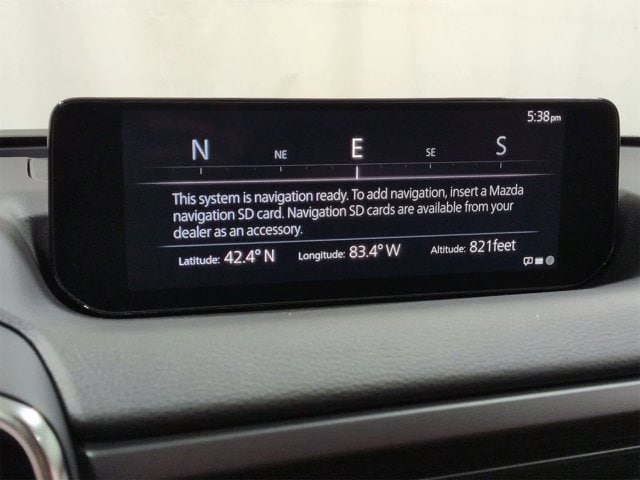 5:38pm
N NE E SE S
This system is navigation ready. To add navigation, insert a Mazda
navigation SD card. Navigation SD cards are available from your
dealer as an accessory.
Latitude: 42.4° N Longitude: 83.4° W Altitude: 821feet